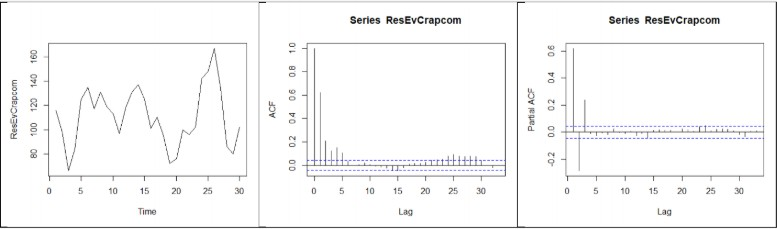 ResEvCrapcom
80 100 120 140 160
0 5 10 15 20 25 30
Time
Series ResEvCrapcom
ACF
0.0 0.2 0.4 0.6 0.8 1.0
0 5 10 15 20 25 30
Lag
Series ResEvCrapcom
Partial ACF
-0.2 0.0 0.2 0.4 0.6
0 5 10 15 20 25 30
Lag